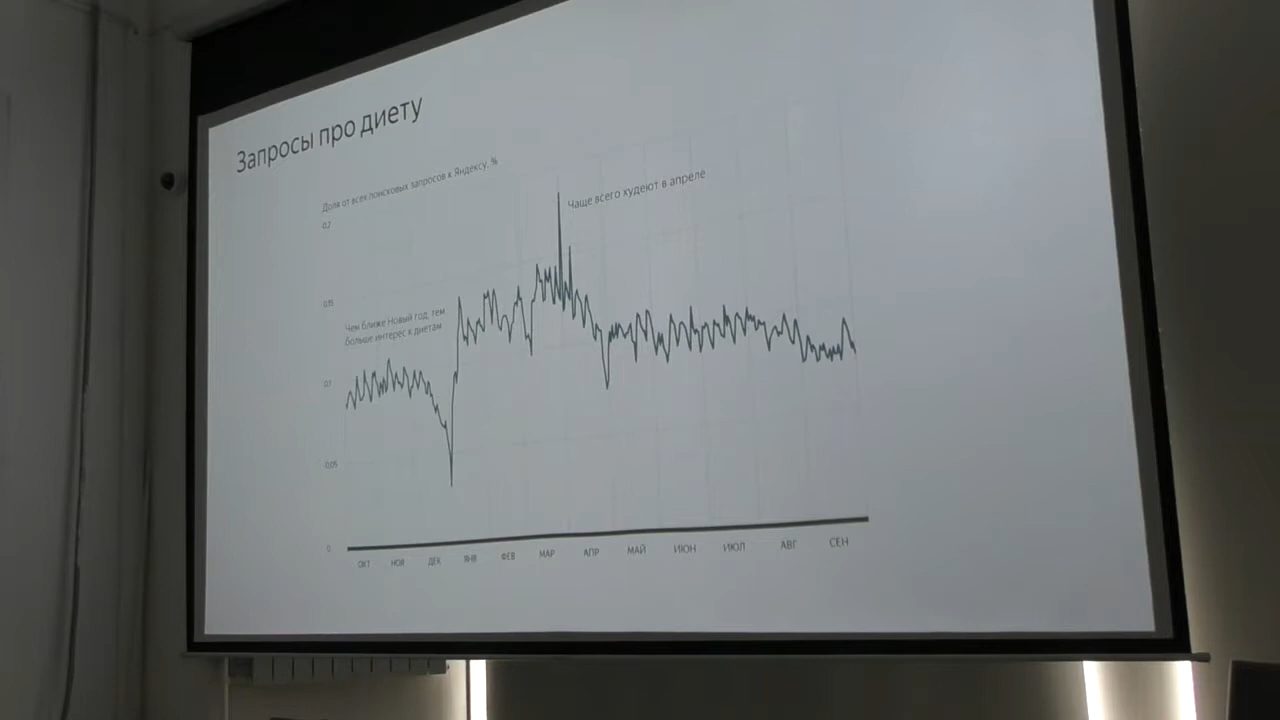 Запросы про диету
Доля от всех поисковых запросов к Яндексу, %
0,2
Чаще всего худеют в апреле
0,15
Чем ближе Новый год, тем
больше интерес к диетам
0,1
0,05
0
ОКТ НОЯ ДЕК ЯНВ ФЕВ МАР АПР МАЙ ИЮН ИЮЛ АВГ СЕН